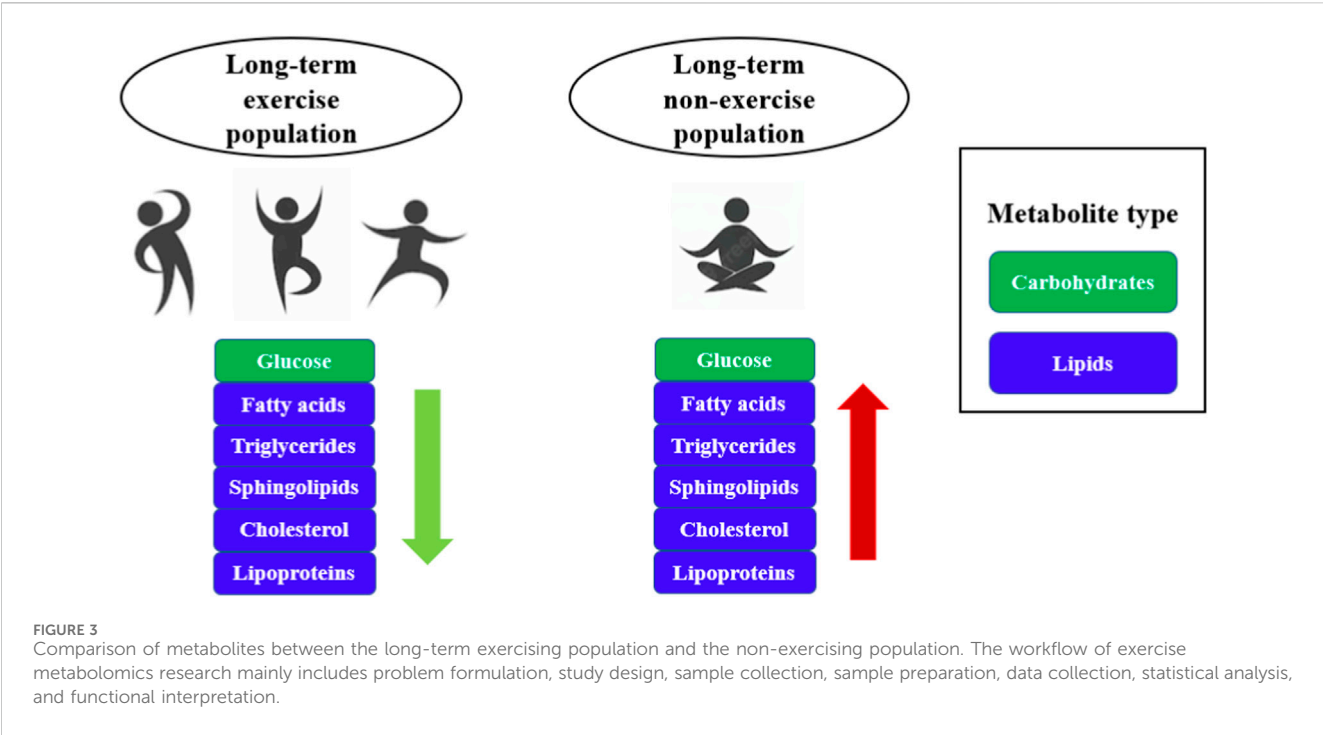 Long-term
exercise
population
Long-term
non-exercise
population
Metabolite type
Carbohydrates
Lipids
Glucose
Fatty acids
Triglycerides
Sphingolipids
Cholesterol
Lipoproteins
Glucose
Fatty acids
Triglycerides
Sphingolipids
Cholesterol
Lipoproteins
FIGURE 3
Comparison of metabolites between the long-term exercising population and the non-exercising population. The workflow of exercise
metabolomics research mainly includes problem formulation, study design, sample collection, sample preparation, data collection, statistical analysis,
and functional interpretation.